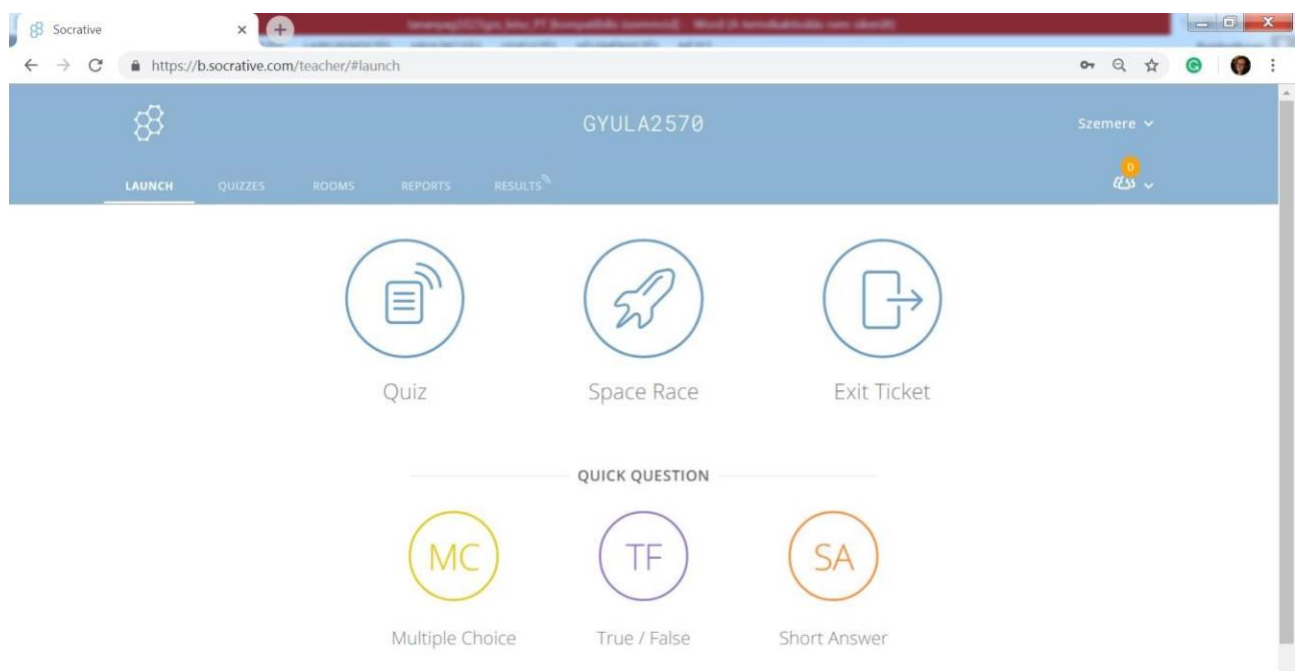 Socrative
https://b.socrative.com/teacher/#launch
GYULA2570
Szemere
0
LAUNCH QUIZZES ROOMS REPORTS RESULTS
Quiz Space Race Exit Ticket
QUICK QUESTION
MC TF SA
Multiple Choice True / False Short Answer